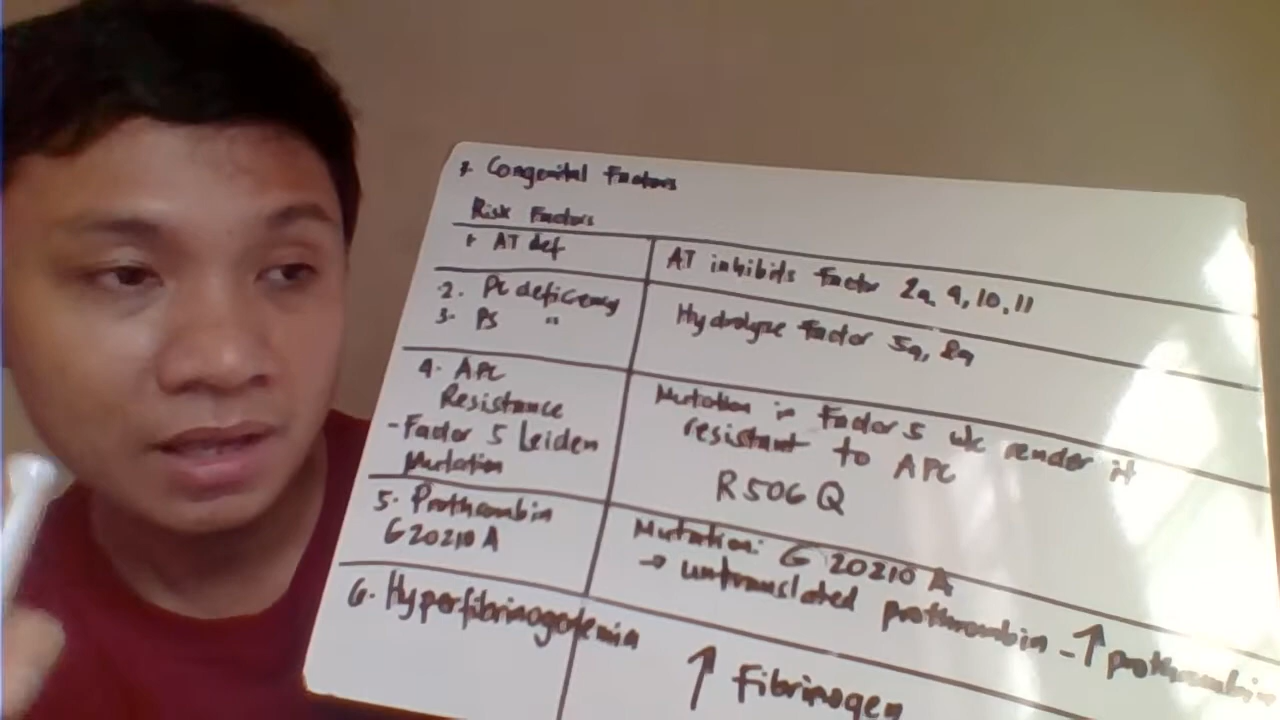 Congenital Factors
Risk Factors
1. AT def
AT inhibits Factor 2a, 9, 10, 11
2. PC deficiency
3. PS "
Hydrolyze Factor 5a, 8a
4. APC
Resistance
- Factor 5 Leiden
Mutation
Mutation in Factor 5 w/c render it
resistant to APC
R506Q
5. Prothrombin
G20210A
Mutation: G 20210 A
→ untranslated prothrombin - ↑ prothrombin
6. Hyperfibrinogenemia
↑ Fibrinogen